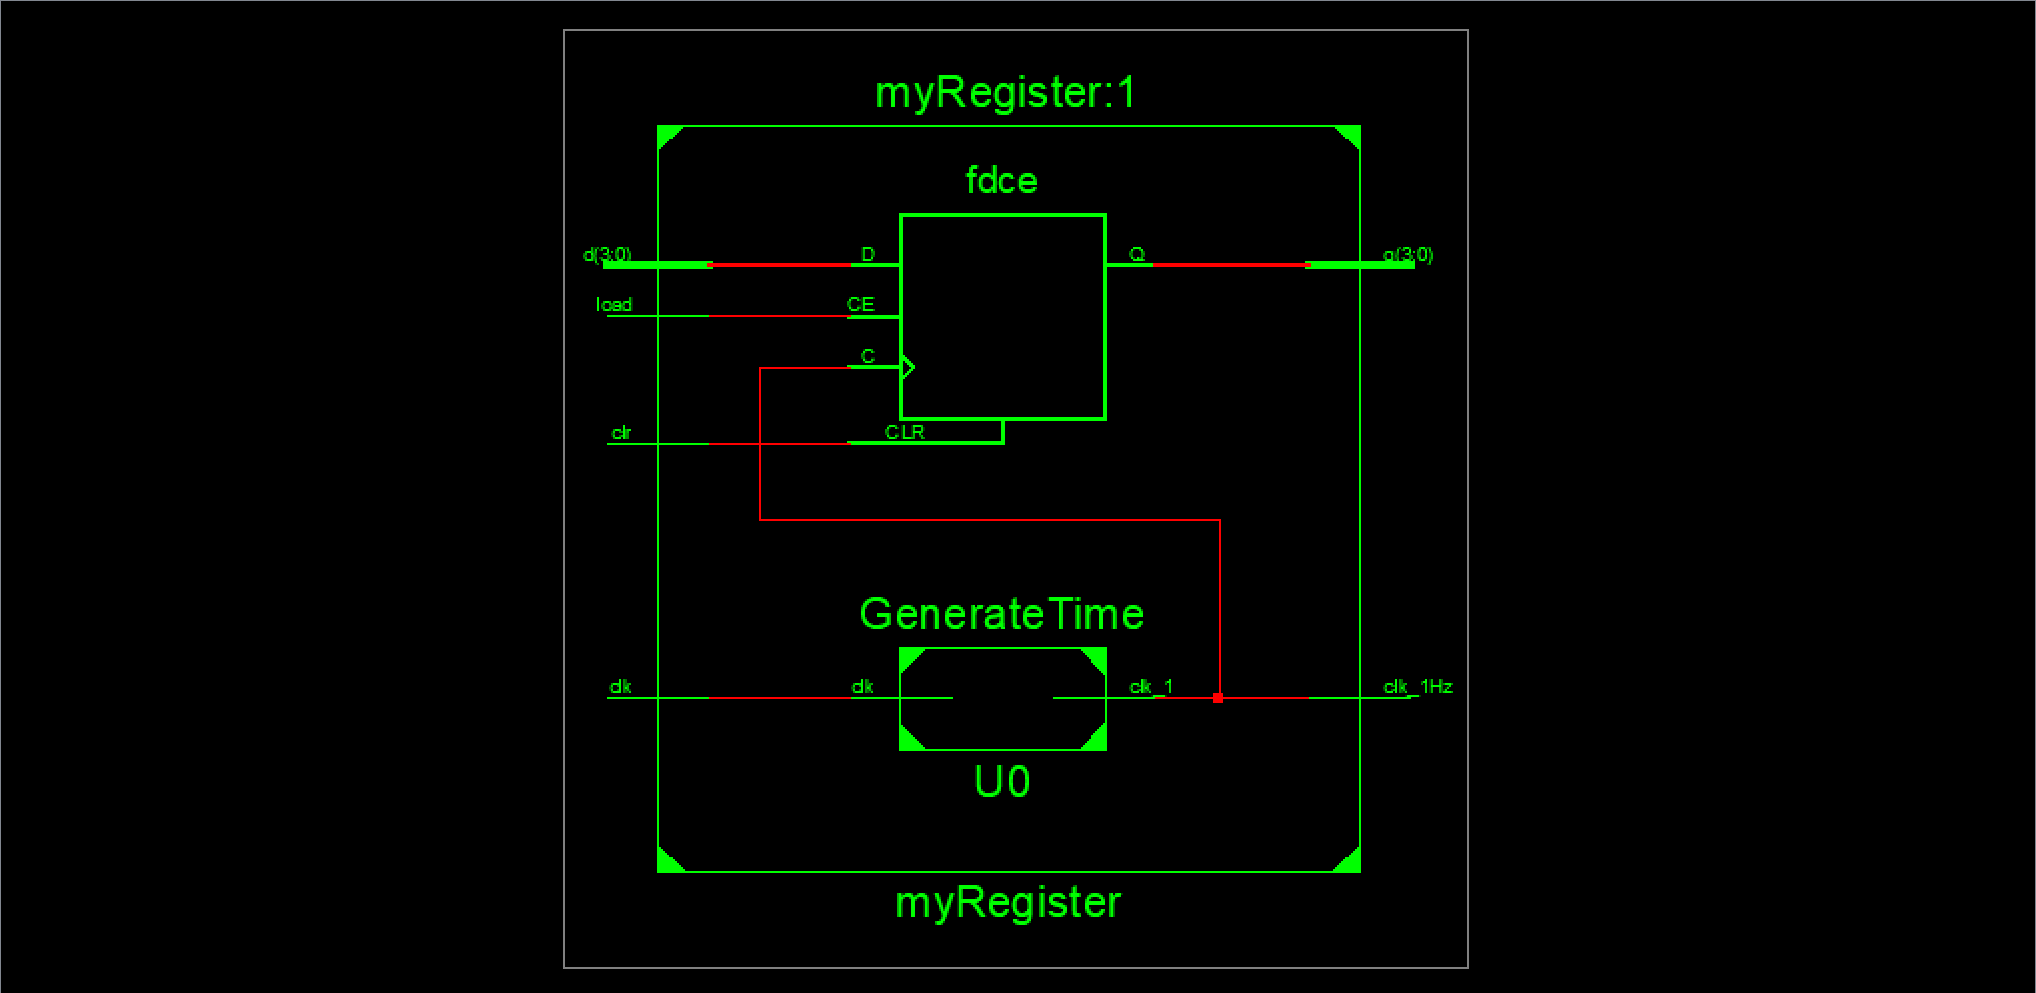 myRegister:1
fdce
d(3:0) D Q q(3:0)
load CE
C
clr CLR
GenerateTime
clk clk clk_1 clk_1Hz
U0
myRegister